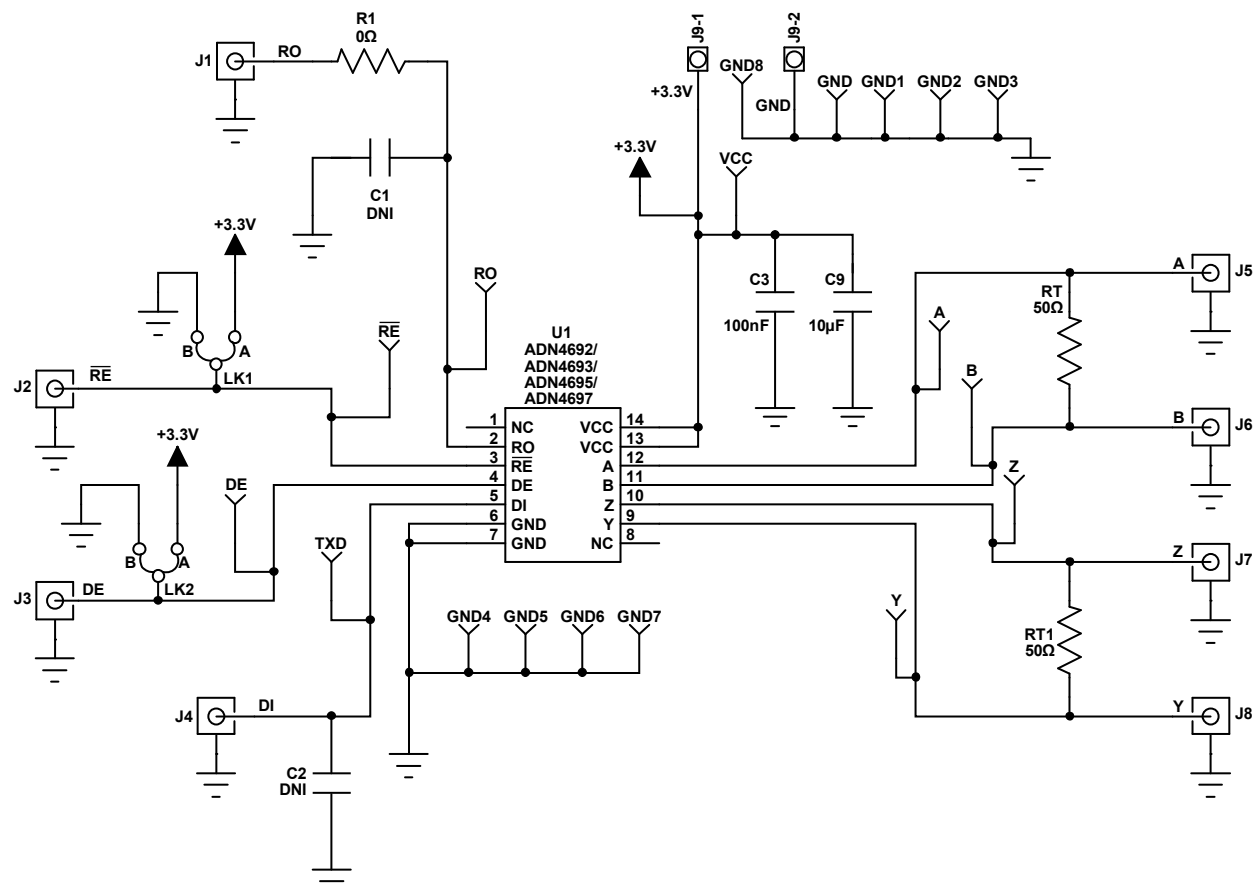 R1
0Ω
J1
RO
J9-1
J9-2
+3.3V
GND8
GND
GND
GND1
GND2
GND3
+3.3V
VCC
C1
DNI
+3.3V
C3
100nF
C9
10µF
RO
RE
B
A
LK1
J2
RE
U1
ADN4692/
ADN4693/
ADN4695/
ADN4697
A
J5
RT
50Ω
A
B
B
J6
1
NC
VCC
14
2
RO
VCC
13
3
RE
A
12
4
DE
B
11
5
DI
Z
10
6
GND
Y
9
7
GND
NC
8
+3.3V
DE
B
A
LK2
J3
DE
TXD
Z
Z
J7
GND4
GND5
GND6
GND7
Y
RT1
50Ω
J4
DI
Y
J8
C2
DNI